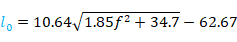 l₀ = 10.64√(1.85f² + 34.7) − 62.67